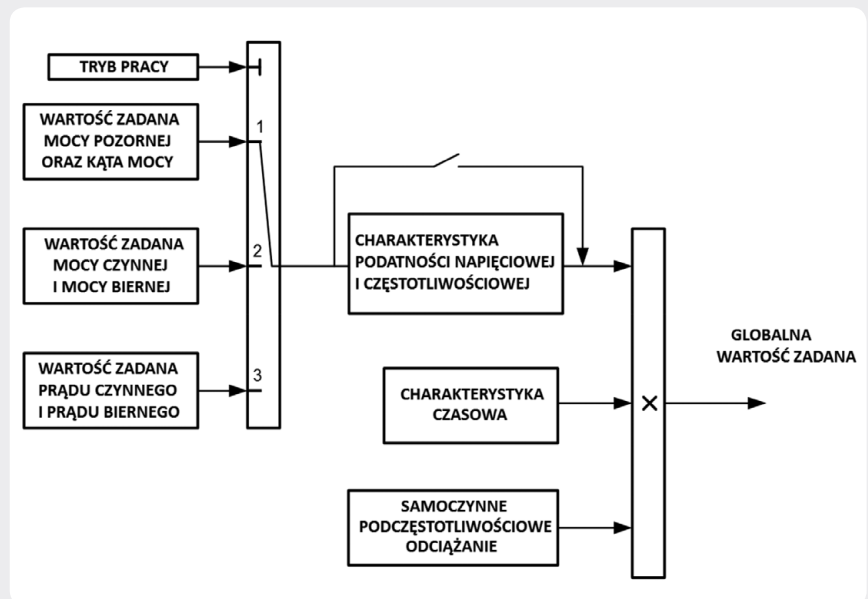 TRYB PRACY
WARTOŚĆ ZADANA
MOCY POZORNEJ
ORAZ KĄTA MOCY
1
WARTOŚĆ ZADANA
MOCY CZYNNEJ
I MOCY BIERNEJ
2
WARTOŚĆ ZADANA
PRĄDU CZYNNEGO
I PRĄDU BIERNEGO
3
CHARAKTERYSTYKA
PODATNOŚCI NAPIĘCIOWEJ
I CZĘSTOTLIWOŚCIOWEJ
CHARAKTERYSTYKA
CZASOWA
SAMOCZYNNE
PODCZĘSTOTLIWOŚCIOWE
ODCIĄŻANIE
×
GLOBALNA
WARTOŚĆ ZADANA